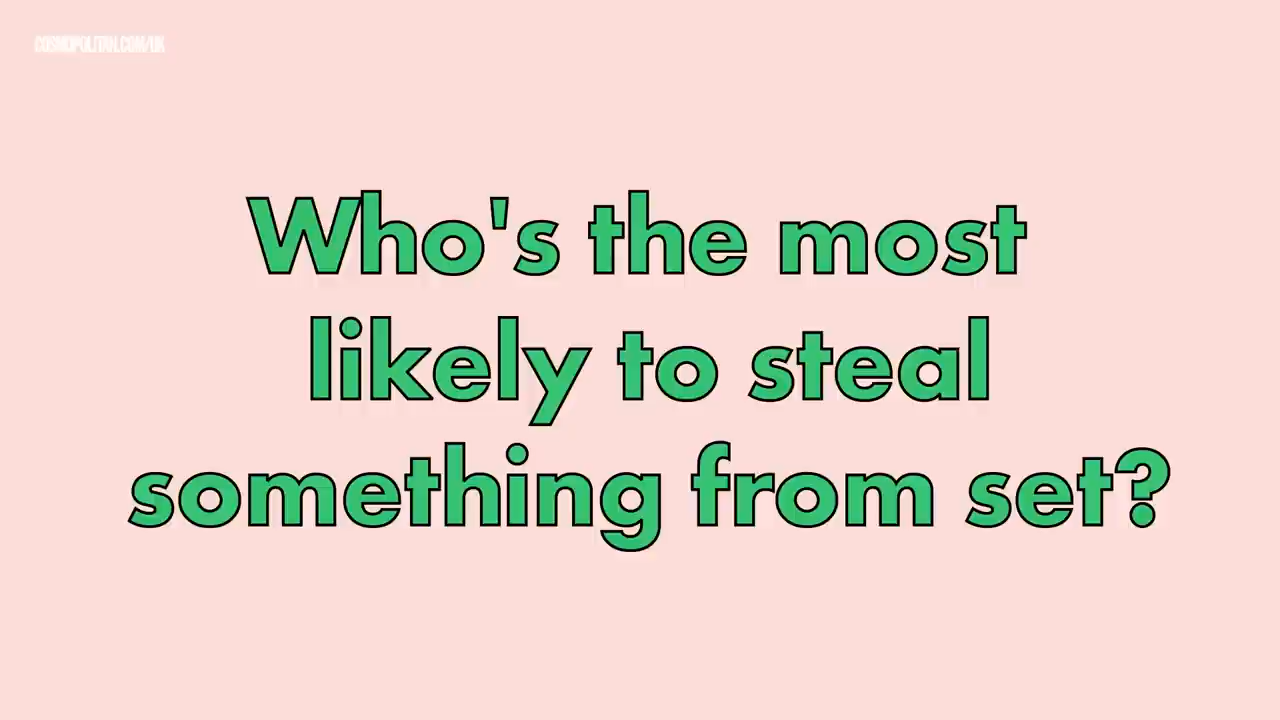 COSMOPOLITAN.COM/UK
Who's the most
likely to steal
something from set?